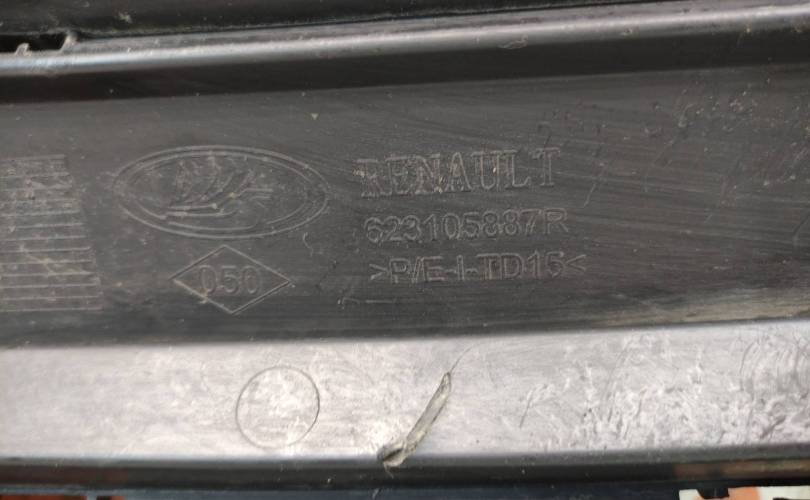 RENAULT
623105887R
>P/E-I-TD15<
050